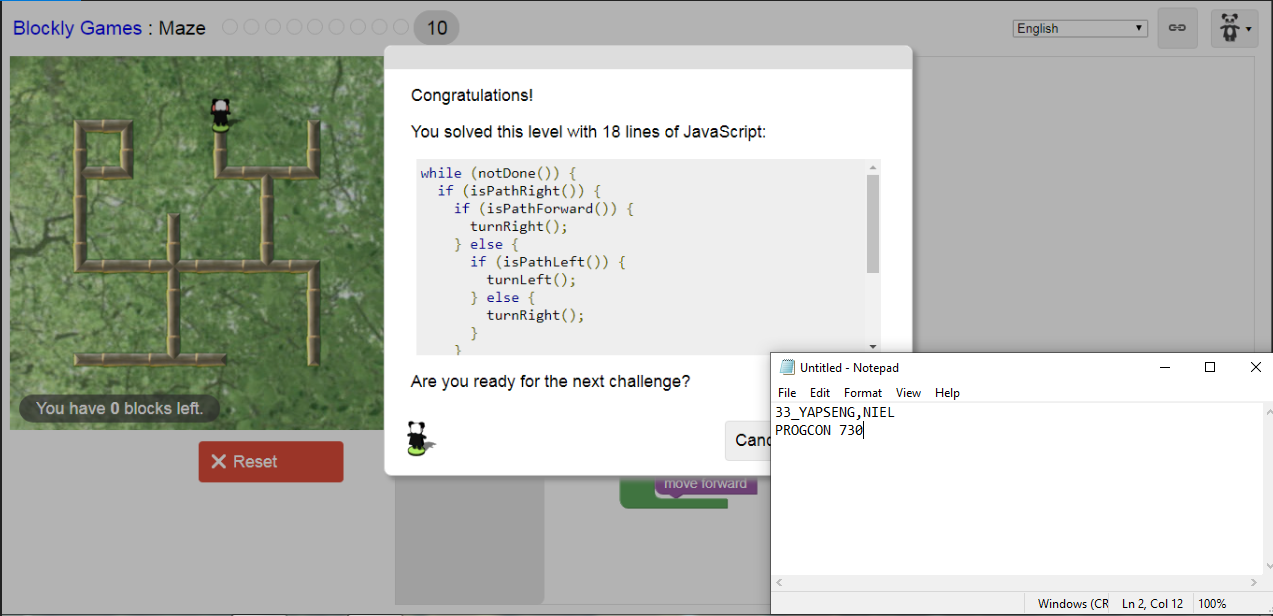 Blockly Games : Maze
10
English
Congratulations!
You solved this level with 18 lines of JavaScript:
while (notDone()) {
if (isPathRight()) {
if (isPathForward()) {
turnRight();
} else {
if (isPathLeft()) {
turnLeft();
} else {
turnRight();
}
}
Are you ready for the next challenge?
You have 0 blocks left.
Reset
Canc
move forward
Untitled - Notepad
File Edit Format View Help
33_YAPSENG,NIEL
PROGCON 730
Windows (CR
Ln 2, Col 12
100%